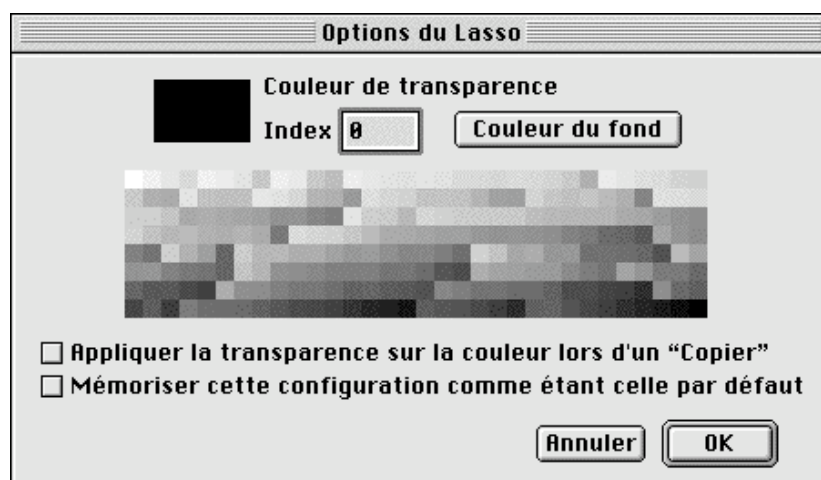 Options du Lasso
Couleur de transparence
Index 0 Couleur du fond
Appliquer la transparence sur la couleur lors d'un “Copier”
Mémoriser cette configuration comme étant celle par défaut
Annuler OK